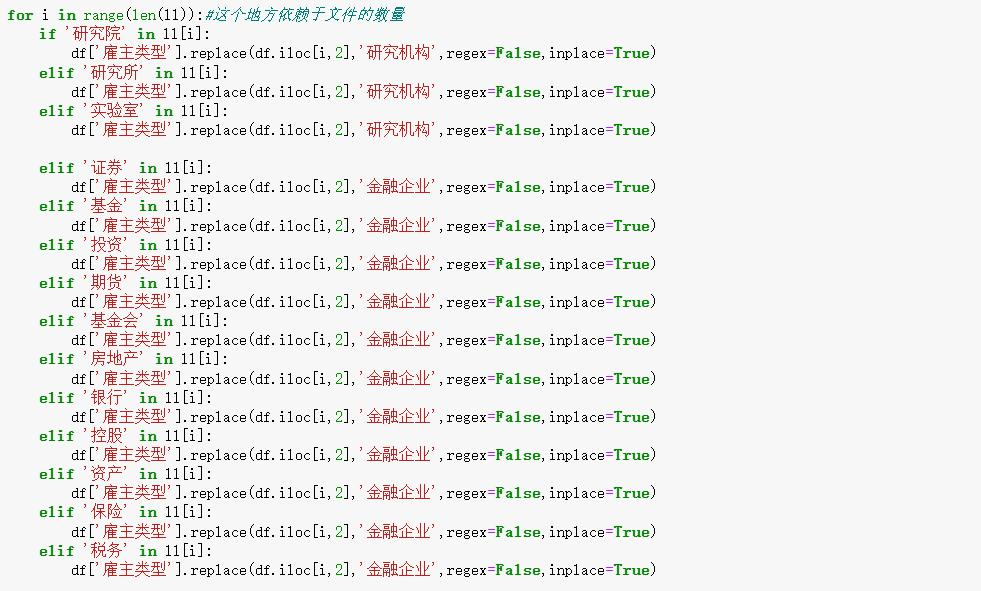 for i in range(len(l1)):#这个地方依赖于文件的数量
    if '研究院' in l1[i]:
        df['雇主类型'].replace(df.iloc[i,2],'研究机构',regex=False,inplace=True)
    elif '研究所' in l1[i]:
        df['雇主类型'].replace(df.iloc[i,2],'研究机构',regex=False,inplace=True)
    elif '实验室' in l1[i]:
        df['雇主类型'].replace(df.iloc[i,2],'研究机构',regex=False,inplace=True)
    elif '证券' in l1[i]:
        df['雇主类型'].replace(df.iloc[i,2],'金融企业',regex=False,inplace=True)
    elif '基金' in l1[i]:
        df['雇主类型'].replace(df.iloc[i,2],'金融企业',regex=False,inplace=True)
    elif '投资' in l1[i]:
        df['雇主类型'].replace(df.iloc[i,2],'金融企业',regex=False,inplace=True)
    elif '期货' in l1[i]:
        df['雇主类型'].replace(df.iloc[i,2],'金融企业',regex=False,inplace=True)
    elif '基金会' in l1[i]:
        df['雇主类型'].replace(df.iloc[i,2],'金融企业',regex=False,inplace=True)
    elif '房地产' in l1[i]:
        df['雇主类型'].replace(df.iloc[i,2],'金融企业',regex=False,inplace=True)
    elif '银行' in l1[i]:
        df['雇主类型'].replace(df.iloc[i,2],'金融企业',regex=False,inplace=True)
    elif '控股' in l1[i]:
        df['雇主类型'].replace(df.iloc[i,2],'金融企业',regex=False,inplace=True)
    elif '资产' in l1[i]:
        df['雇主类型'].replace(df.iloc[i,2],'金融企业',regex=False,inplace=True)
    elif '保险' in l1[i]:
        df['雇主类型'].replace(df.iloc[i,2],'金融企业',regex=False,inplace=True)
    elif '税务' in l1[i]:
        df['雇主类型'].replace(df.iloc[i,2],'金融企业',regex=False,inplace=True)